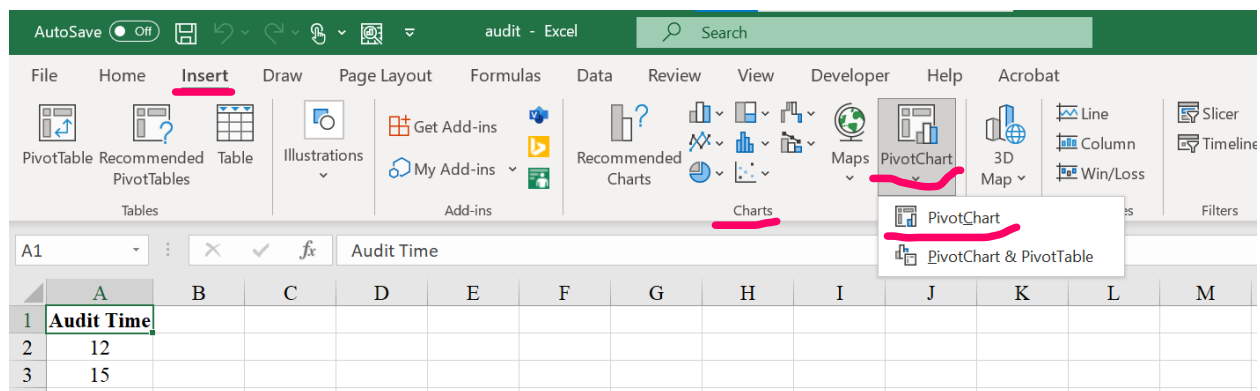 AutoSave Off audit - Excel Search
File Home Insert Draw Page Layout Formulas Data Review View Developer Help Acrobat
PivotTable Recommended PivotTables Table
Illustrations
Get Add-ins
My Add-ins
Recommended Charts
Maps PivotChart
3D Map
Line
Column
Win/Loss
Slicer
Timeline
Tables Add-ins Charts es Filters
PivotChart
PivotChart & PivotTable
A1 fx Audit Time
A B C D E F G H I J K L M
1 Audit Time
2 12
3 15